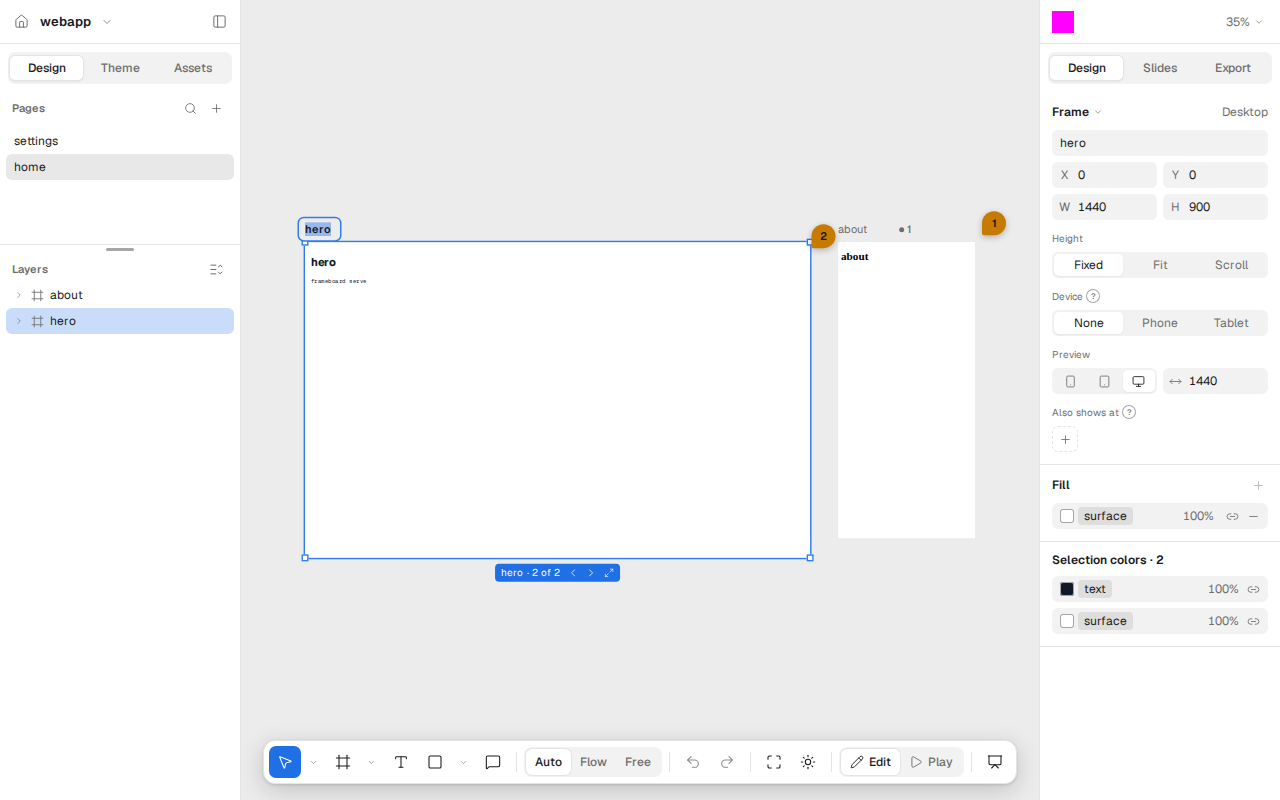 webapp
Design Theme Assets
Pages
settings
home
Layers
about
hero
hero
2
about 1
1
hero
frameboard serve
about
hero · 2 of 2
Auto Flow Free
Edit Play
35%
Design Slides Export
Frame Desktop
hero
X 0 Y 0
W 1440 H 900
Height
Fixed Fit Scroll
Device ?
None Phone Tablet
Preview
1440
Also shows at ?
Fill
surface 100%
Selection colors · 2
text 100%
surface 100%